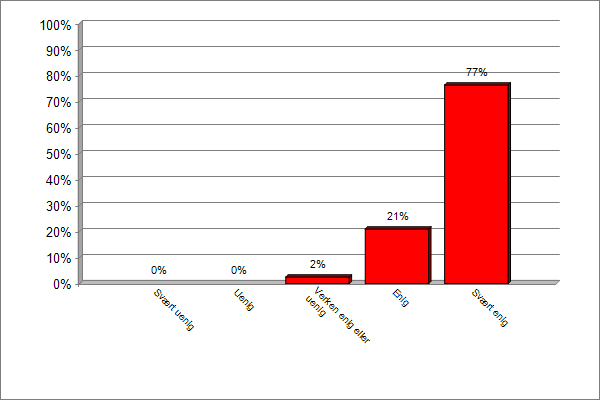 100%
90%
80%
70%
60%
50%
40%
30%
20%
10%
0%
0%
0%
2%
21%
77%
Svært uenig
Uenig
Verken enig eller
uenig
Enig
Svært enig